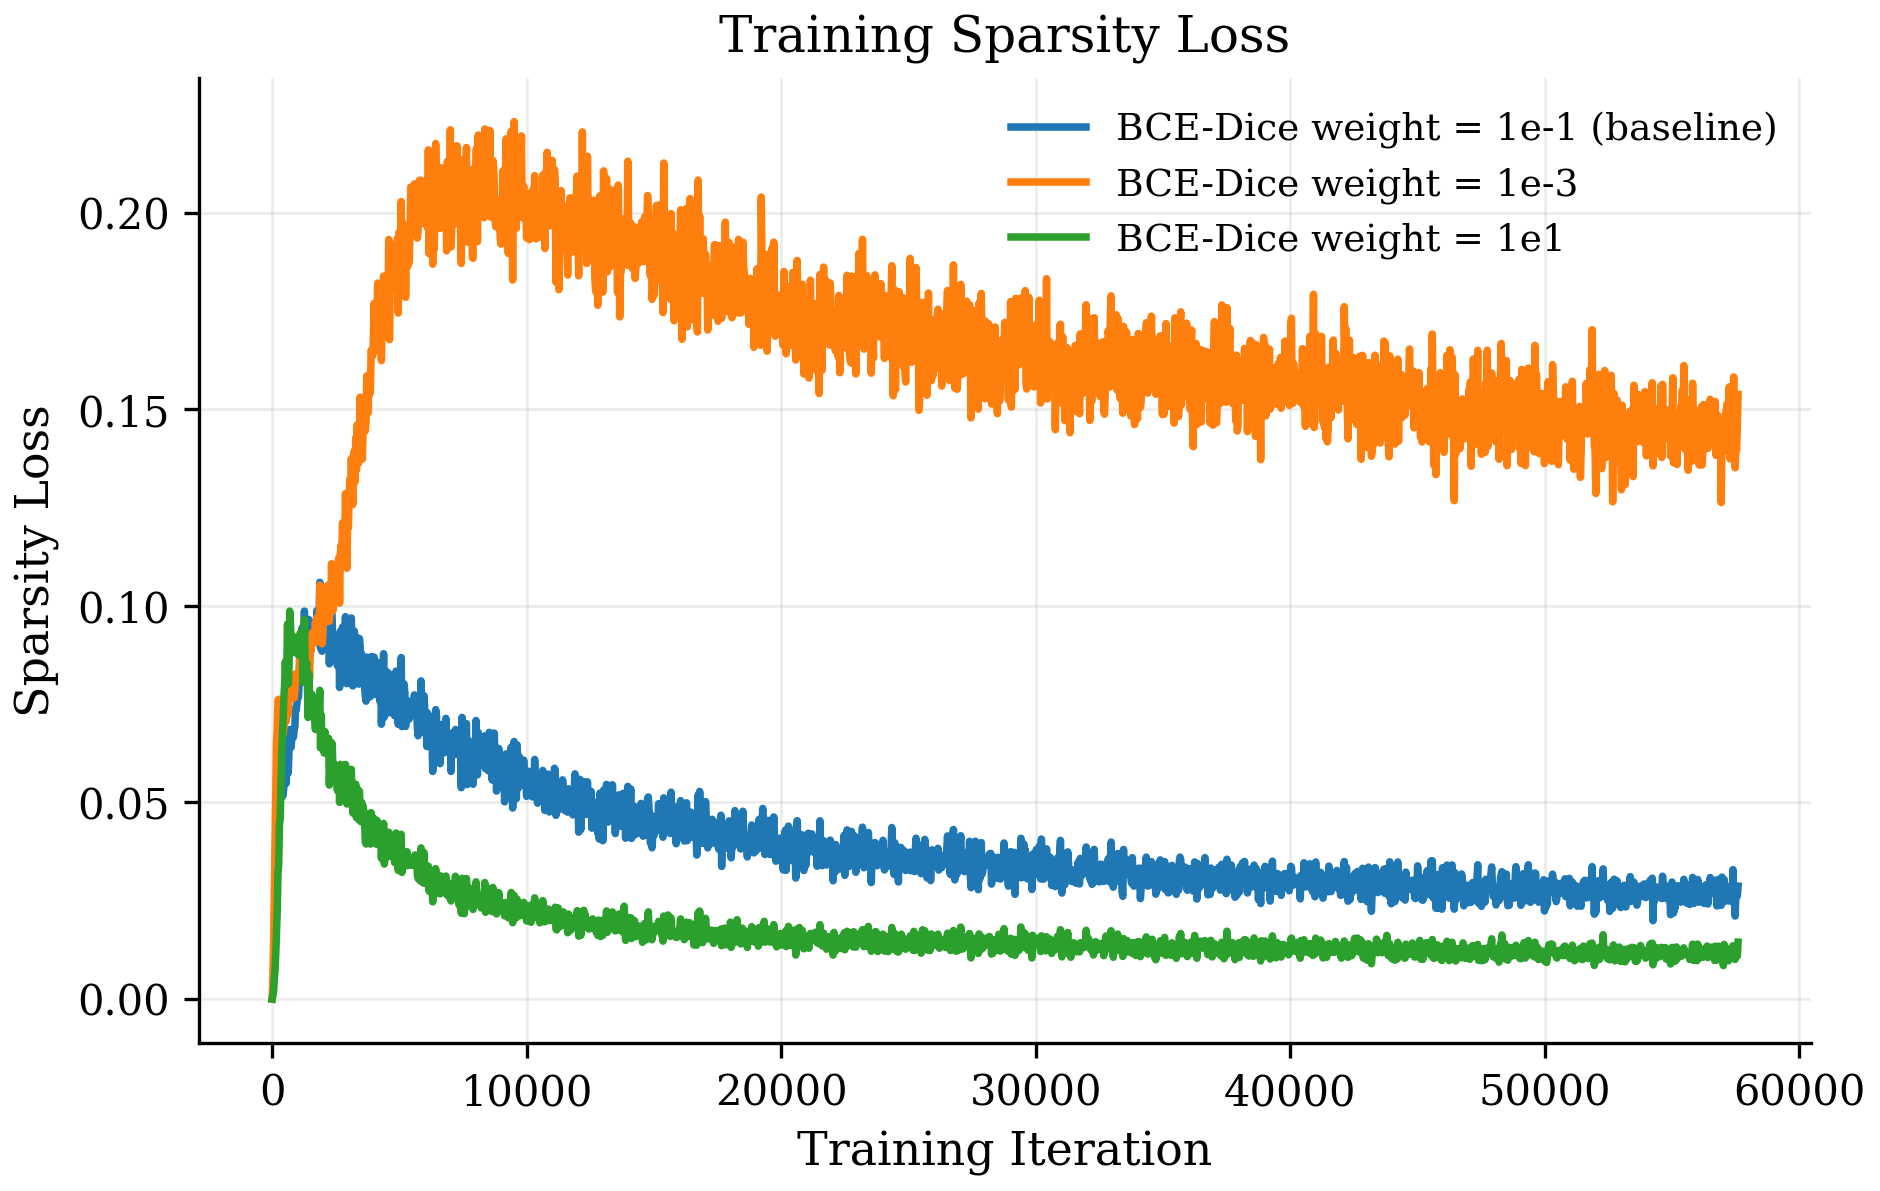 Training Sparsity Loss
BCE-Dice weight = 1e-1 (baseline)
BCE-Dice weight = 1e-3
BCE-Dice weight = 1e1
Sparsity Loss
0.20
0.15
0.10
0.05
0.00
0 10000 20000 30000 40000 50000 60000
Training Iteration